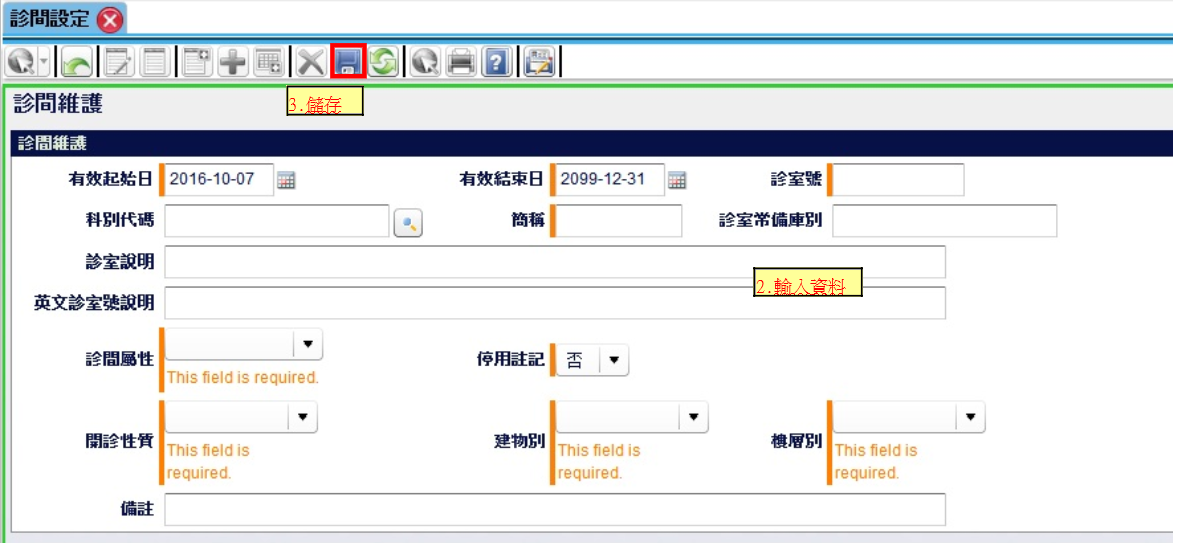 診間設定
3.儲存
診間維護
診間維護
有效起始日 2016-10-07 有效結束日 2099-12-31 診室號
科別代碼 簡稱 診室常備庫別
診室說明
2.輸入資料
英文診室號說明
診間屬性 停用註記 否
This field is required.
開診性質 建物別 樓層別
This field is required. This field is required. This field is required.
備註